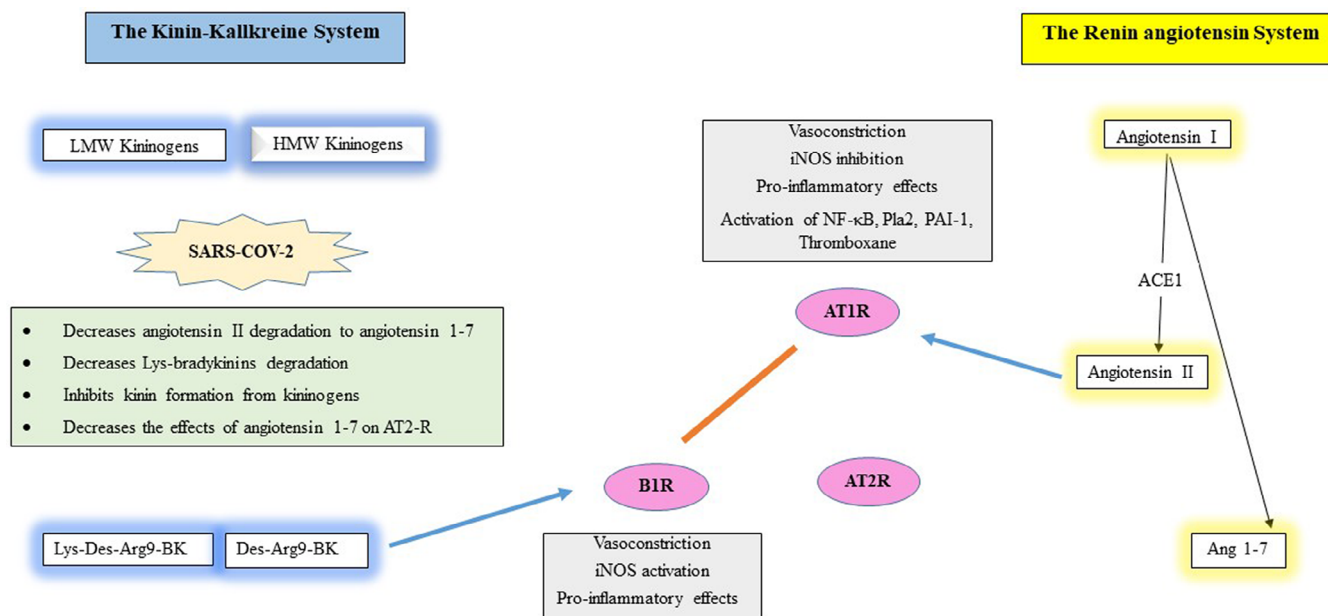 The Kinin-Kallkreine System
The Renin angiotensin System
LMW Kininogens
HMW Kininogens
Vasoconstriction
iNOS inhibition
Pro-inflammatory effects
Activation of NF-κB, Pla2, PAI-1,
Thromboxane
Angiotensin I
SARS-COV-2
ACE1
• Decreases angiotensin II degradation to angiotensin 1-7
• Decreases Lys-bradykinins degradation
• Inhibits kinin formation from kininogens
• Decreases the effects of angiotensin 1-7 on AT2-R
AT1R
Angiotensin II
B1R
AT2R
Lys-Des-Arg9-BK
Des-Arg9-BK
Vasoconstriction
iNOS activation
Pro-inflammatory effects
Ang 1-7